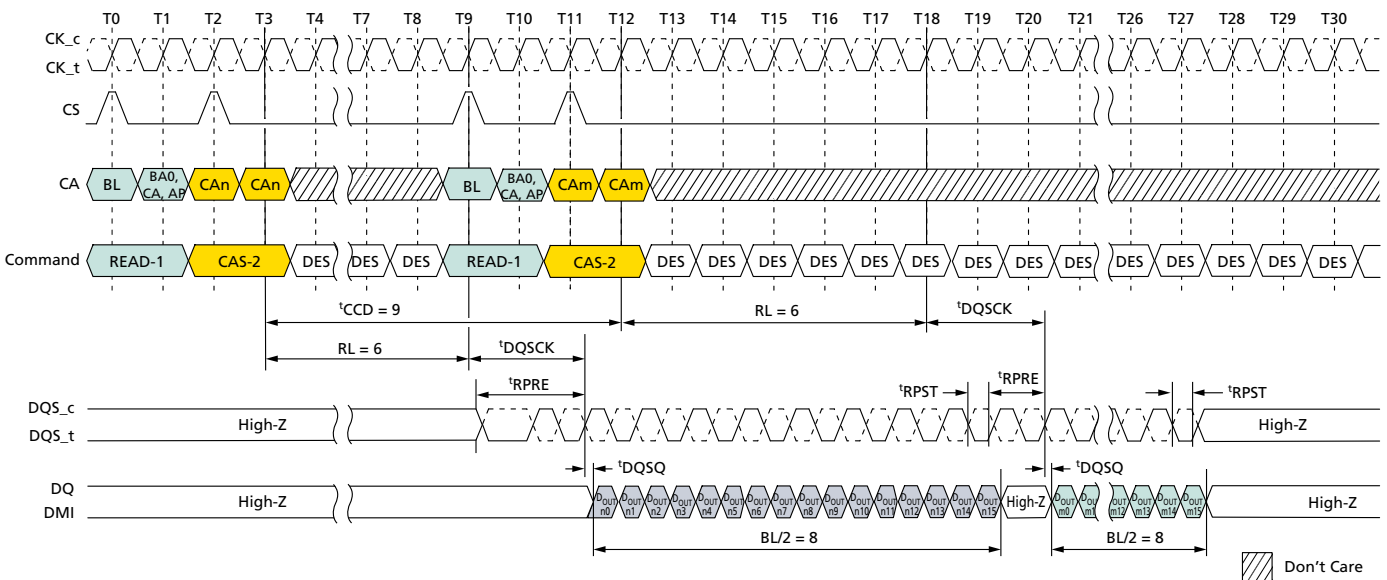 T0 T1 T2 T3 T4 T7 T8 T9 T10 T11 T12 T13 T14 T15 T16 T17 T18 T19 T20 T21 T26 T27 T28 T29 T30
CK_c
CK_t
CS
CA BL BA0, CA, AP CAn CAn BL BA0, CA, AP CAm CAm
Command READ-1 CAS-2 DES DES DES READ-1 CAS-2 DES DES DES DES DES DES DES DES DES DES DES DES DES DES
tCCD = 9 RL = 6 tDQSCK
RL = 6 tDQSCK
tRPRE tRPST tRPRE tRPST
DQS_c
DQS_t High-Z High-Z
tDQSQ tDQSQ
DQ
DMI High-Z DOUT n0 DOUT n1 DOUT n2 DOUT n3 DOUT n4 DOUT n5 DOUT n6 DOUT n7 DOUT n8 DOUT n9 DOUT n10 DOUT n11 DOUT n12 DOUT n13 DOUT n14 DOUT n15 High-Z DOUT m0 DOUT m1 DOUT m12 DOUT m13 DOUT m14 DOUT m15 High-Z
BL/2 = 8 BL/2 = 8
Don't Care